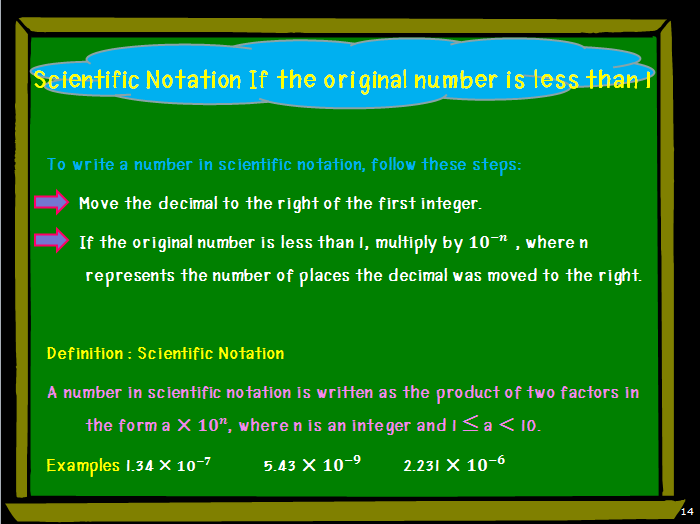 Scientific Notation If the original number is less than 1
To write a number in scientific notation, follow these steps:
Move the decimal to the right of the first integer.
If the original number is less than 1, multiply by 10⁻ⁿ , where n
represents the number of places the decimal was moved to the right.
Definition : Scientific Notation
A number in scientific notation is written as the product of two factors in
the form a × 10ⁿ, where n is an integer and 1 ≤ a < 10.
Examples 1.34 × 10⁻⁷ 5.43 × 10⁻⁹ 2.231 × 10⁻⁶
14